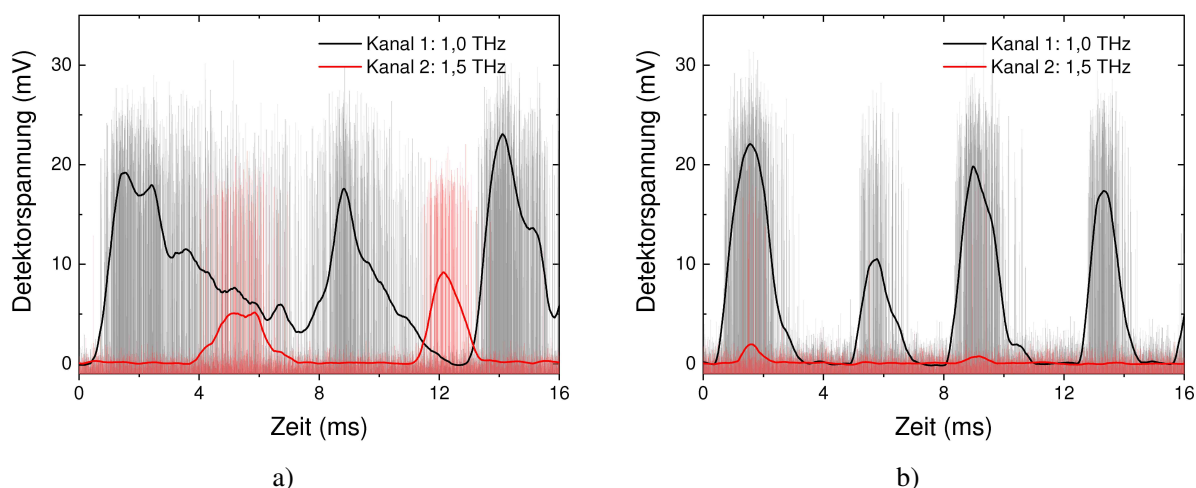 Kanal 1: 1,0 THz
Kanal 2: 1,5 THz
Detektorspannung (mV)
30
20
10
0
0 4 8 12 16
Zeit (ms)
a)
Kanal 1: 1,0 THz
Kanal 2: 1,5 THz
Detektorspannung (mV)
30
20
10
0
0 4 8 12 16
Zeit (ms)
b)